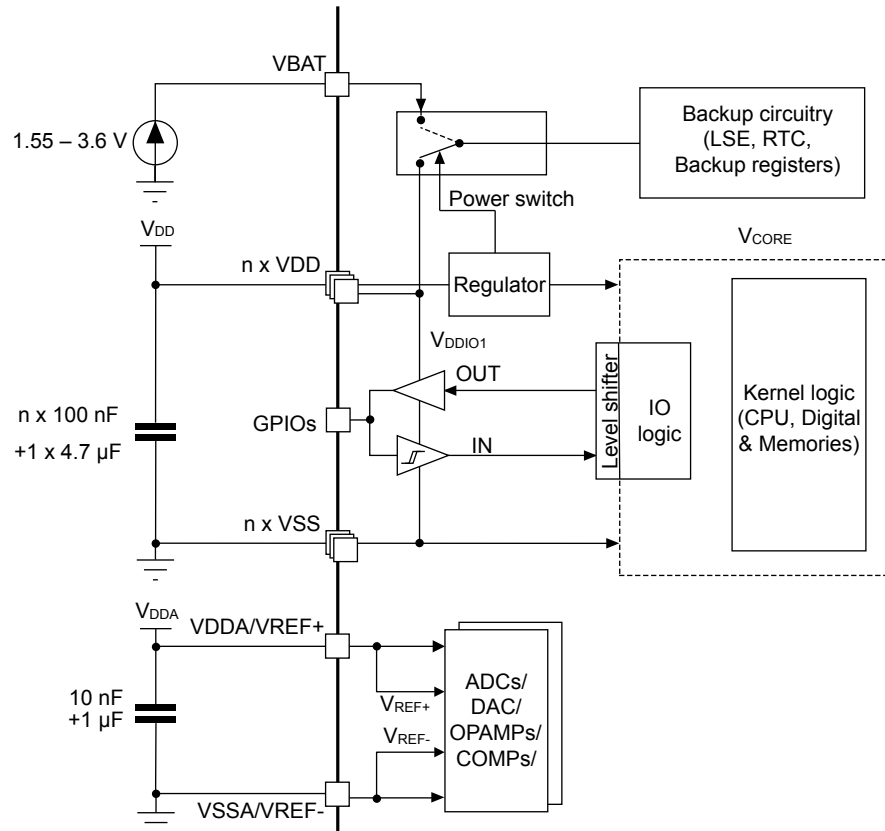 VBAT
1.55 – 3.6 V
Backup circuitry
(LSE, RTC,
Backup registers)
Power switch
VDD
n x VDD
Regulator
VCORE
VDDIO1
OUT
n x 100 nF
+1 x 4.7 µF
GPIOs
IN
Level shifter
IO
logic
Kernel logic
(CPU, Digital
& Memories)
n x VSS
VDDA
VDDA/VREF+
10 nF
+1 µF
VREF+
VREF-
ADCs/
DAC/
OPAMPs/
COMPs/
VSSA/VREF-